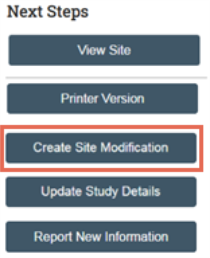 Next Steps
View Site
Printer Version
Create Site Modification
Update Study Details
Report New Information